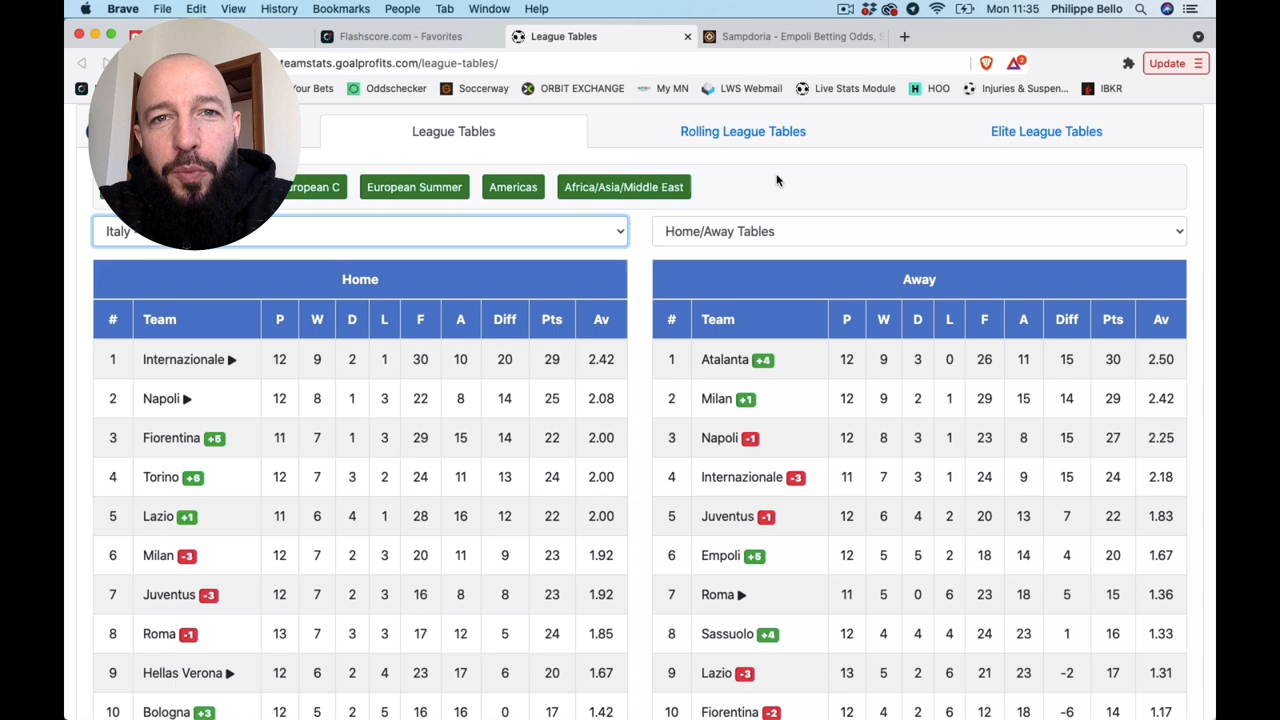 Brave File Edit View History Bookmarks People Tab Window Help Mon 11:35 Philippe Bello
Flashscore.com - Favorites League Tables Sampdoria - Empoli Betting Odds, S
teamstats.goalprofits.com/league-tables/ 2 Update
Your Bets Oddschecker Soccerway ORBIT EXCHANGE My MN LWS Webmail Live Stats Module HOO Injuries & Suspen... IBKR
League Tables Rolling League Tables Elite League Tables
uropean C European Summer Americas Africa/Asia/Middle East
Italy Home/Away Tables
Home Away
# Team P W D L F A Diff Pts Av # Team P W D L F A Diff Pts Av
1 Internazionale 12 9 2 1 30 10 20 29 2.42 1 Atalanta +4 12 9 3 0 26 11 15 30 2.50
2 Napoli 12 8 1 3 22 8 14 25 2.08 2 Milan +1 12 9 2 1 29 15 14 29 2.42
3 Fiorentina +5 11 7 1 3 29 15 14 22 2.00 3 Napoli -1 12 8 3 1 23 8 15 27 2.25
4 Torino +6 12 7 3 2 24 11 13 24 2.00 4 Internazionale -3 11 7 3 1 24 9 15 24 2.18
5 Lazio +1 11 6 4 1 28 16 12 22 2.00 5 Juventus -1 12 6 4 2 20 13 7 22 1.83
6 Milan -3 12 7 2 3 20 11 9 23 1.92 6 Empoli +5 12 5 5 2 18 14 4 20 1.67
7 Juventus -3 12 7 2 3 16 8 8 23 1.92 7 Roma 11 5 0 6 23 18 5 15 1.36
8 Roma -1 13 7 3 3 17 12 5 24 1.85 8 Sassuolo +4 12 4 4 4 24 23 1 16 1.33
9 Hellas Verona 12 6 2 4 23 17 6 20 1.67 9 Lazio -3 13 5 2 6 21 23 -2 17 1.31
10 Bologna +3 12 5 2 5 16 16 0 17 1.42 10 Fiorentina -2 12 4 2 6 12 18 -6 14 1.17